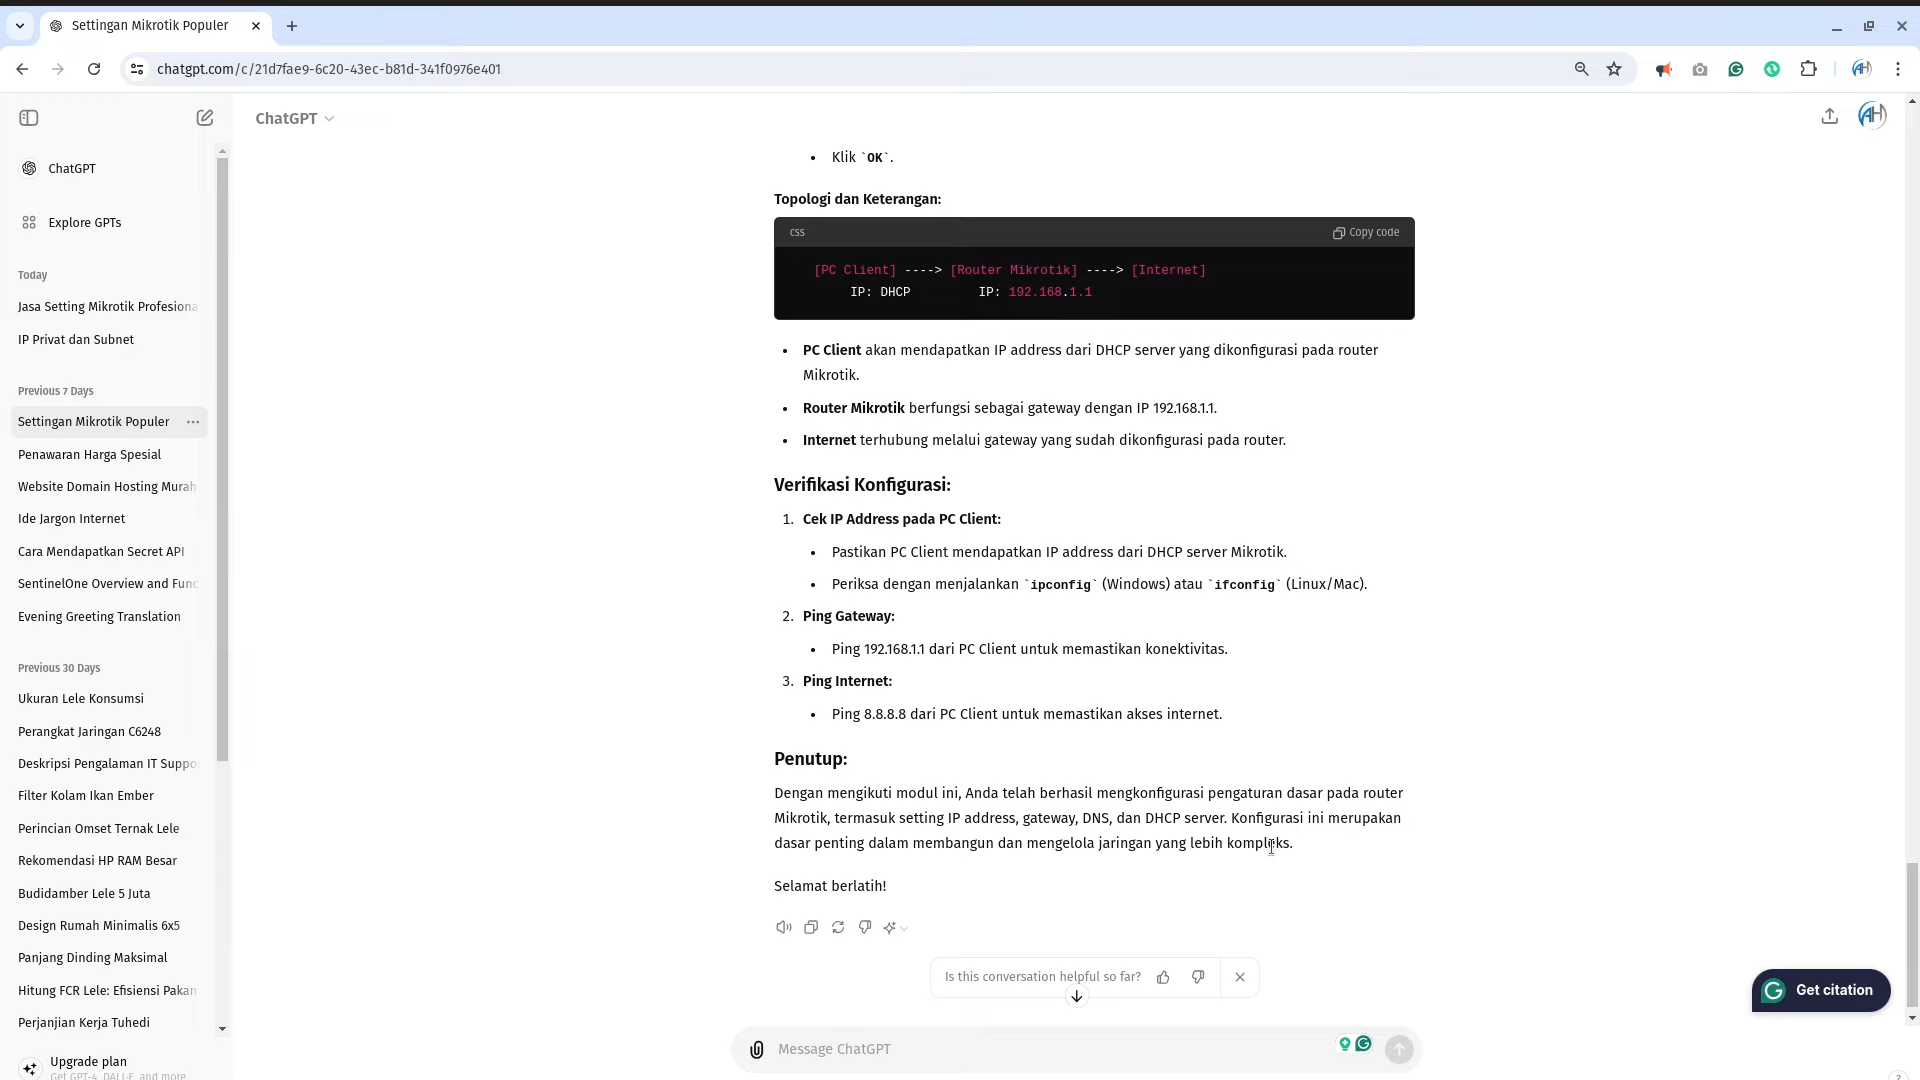 Settingan Mikrotik Populer
chatgpt.com/c/21d7fae9-6c20-43ec-b81d-341f0976e401
ChatGPT
Explore GPTs
Today
Jasa Setting Mikrotik Profesiona
IP Privat dan Subnet
Previous 7 Days
Settingan Mikrotik Populer
Penawaran Harga Spesial
Website Domain Hosting Murah
Ide Jargon Internet
Cara Mendapatkan Secret API
SentinelOne Overview and Func
Evening Greeting Translation
Previous 30 Days
Ukuran Lele Konsumsi
Perangkat Jaringan C6248
Deskripsi Pengalaman IT Suppo
Filter Kolam Ikan Ember
Perincian Omset Ternak Lele
Rekomendasi HP RAM Besar
Budidamber Lele 5 Juta
Design Rumah Minimalis 6x5
Panjang Dinding Maksimal
Hitung FCR Lele: Efisiensi Pakan
Perjanjian Kerja Tuhedi
Upgrade plan
Get GPT-4, DALL·E, and more
ChatGPT
• Klik `OK`.
Topologi dan Keterangan:
css
Copy code
[PC Client] ----> [Router Mikrotik] ----> [Internet]
IP: DHCP IP: 192.168.1.1
• PC Client akan mendapatkan IP address dari DHCP server yang dikonfigurasi pada router
Mikrotik.
• Router Mikrotik berfungsi sebagai gateway dengan IP 192.168.1.1.
• Internet terhubung melalui gateway yang sudah dikonfigurasi pada router.
Verifikasi Konfigurasi:
1. Cek IP Address pada PC Client:
• Pastikan PC Client mendapatkan IP address dari DHCP server Mikrotik.
• Periksa dengan menjalankan `ipconfig` (Windows) atau `ifconfig` (Linux/Mac).
2. Ping Gateway:
• Ping 192.168.1.1 dari PC Client untuk memastikan konektivitas.
3. Ping Internet:
• Ping 8.8.8.8 dari PC Client untuk memastikan akses internet.
Penutup:
Dengan mengikuti modul ini, Anda telah berhasil mengkonfigurasi pengaturan dasar pada router
Mikrotik, termasuk setting IP address, gateway, DNS, dan DHCP server. Konfigurasi ini merupakan
dasar penting dalam membangun dan mengelola jaringan yang lebih kompleks.
Selamat berlatih!
Is this conversation helpful so far?
Get citation
Message ChatGPT
?